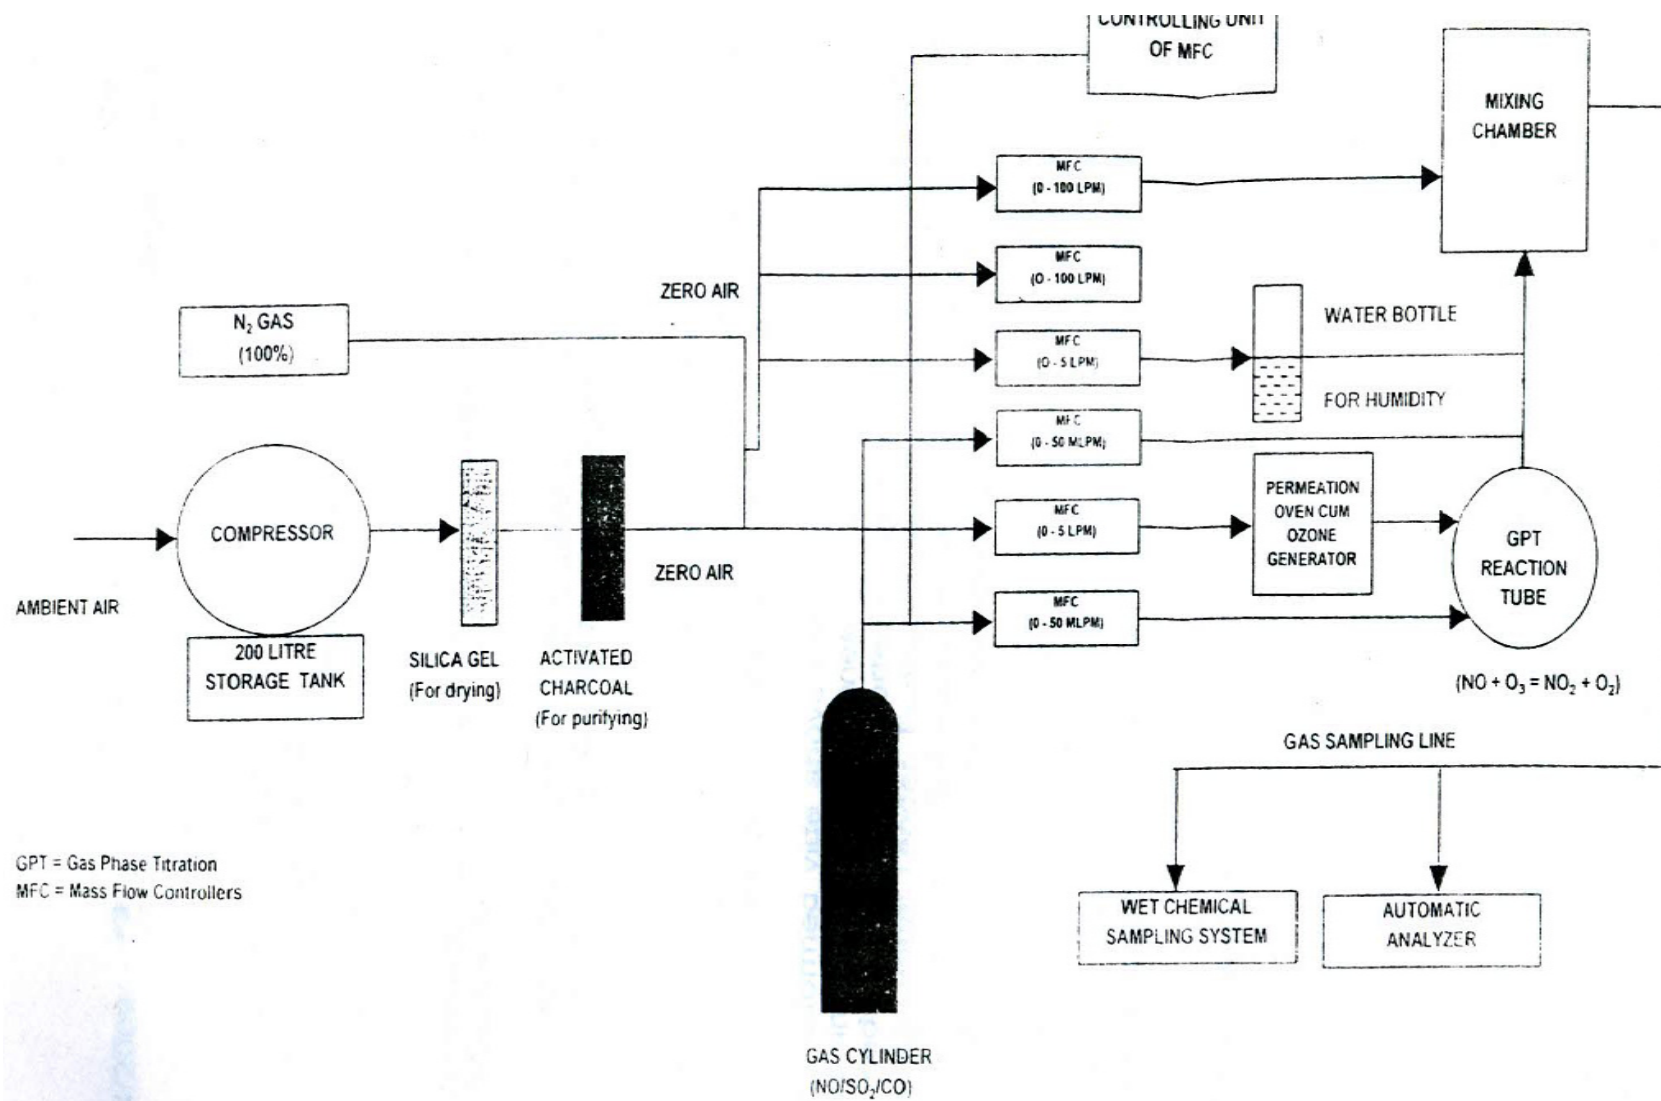 CONTROLLING UNIT
OF MFC
MIXING
CHAMBER
MFC
(0 - 100 LPM)
MFC
(O - 100 LPM)
ZERO AIR
N₂ GAS
(100%)
MFC
(O - 5 LPM)
WATER BOTTLE
FOR HUMIDITY
MFC
(0 - 50 MLPM)
COMPRESSOR
MFC
(0 - 5 LPM)
PERMEATION
OVEN CUM
OZONE
GENERATOR
GPT
REACTION
TUBE
ZERO AIR
AMBIENT AIR
MFC
(0 - 50 MLPM)
200 LITRE
STORAGE TANK
SILICA GEL
(For drying)
ACTIVATED
CHARCOAL
(For purifying)
(NO + O₃ = NO₂ + O₂)
GAS SAMPLING LINE
GPT = Gas Phase Titration
MFC = Mass Flow Controllers
WET CHEMICAL
SAMPLING SYSTEM
AUTOMATIC
ANALYZER
GAS CYLINDER
(NO/SO₂/CO)